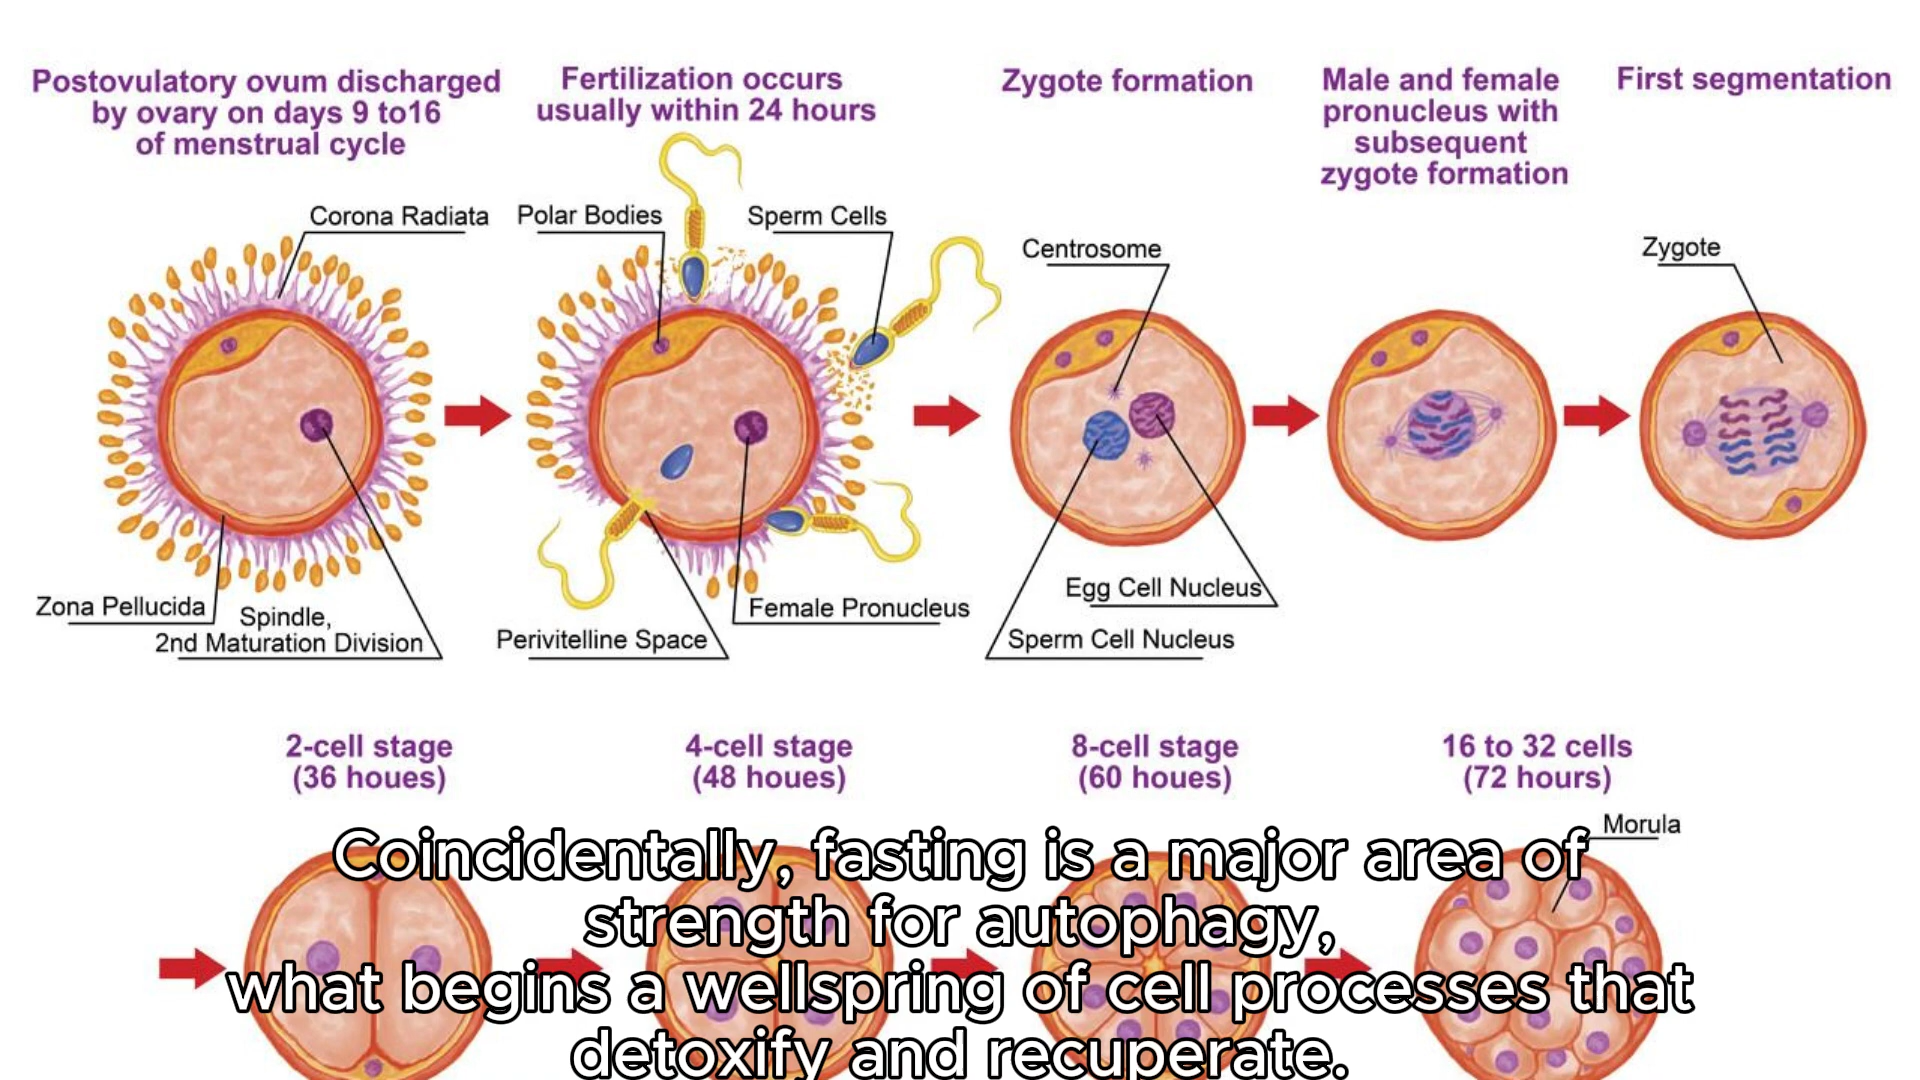 Postovulatory ovum discharged
by ovary on days 9 to16
of menstrual cycle
Fertilization occurs
usually within 24 hours
Zygote formation
Male and female
pronucleus with
subsequent
zygote formation
First segmentation
Corona Radiata
Polar Bodies
Sperm Cells
Centrosome
Zygote
Zona Pellucida
Spindle,
2nd Maturation Division
Perivitelline Space
Female Pronucleus
Egg Cell Nucleus
Sperm Cell Nucleus
2-cell stage
(36 houes)
4-cell stage
(48 houes)
8-cell stage
(60 houes)
16 to 32 cells
(72 hours)
Morula
Coincidentally, fasting is a major area of
strength for autophagy,
what begins a wellspring of cell processes that
detoxify and recuperate.